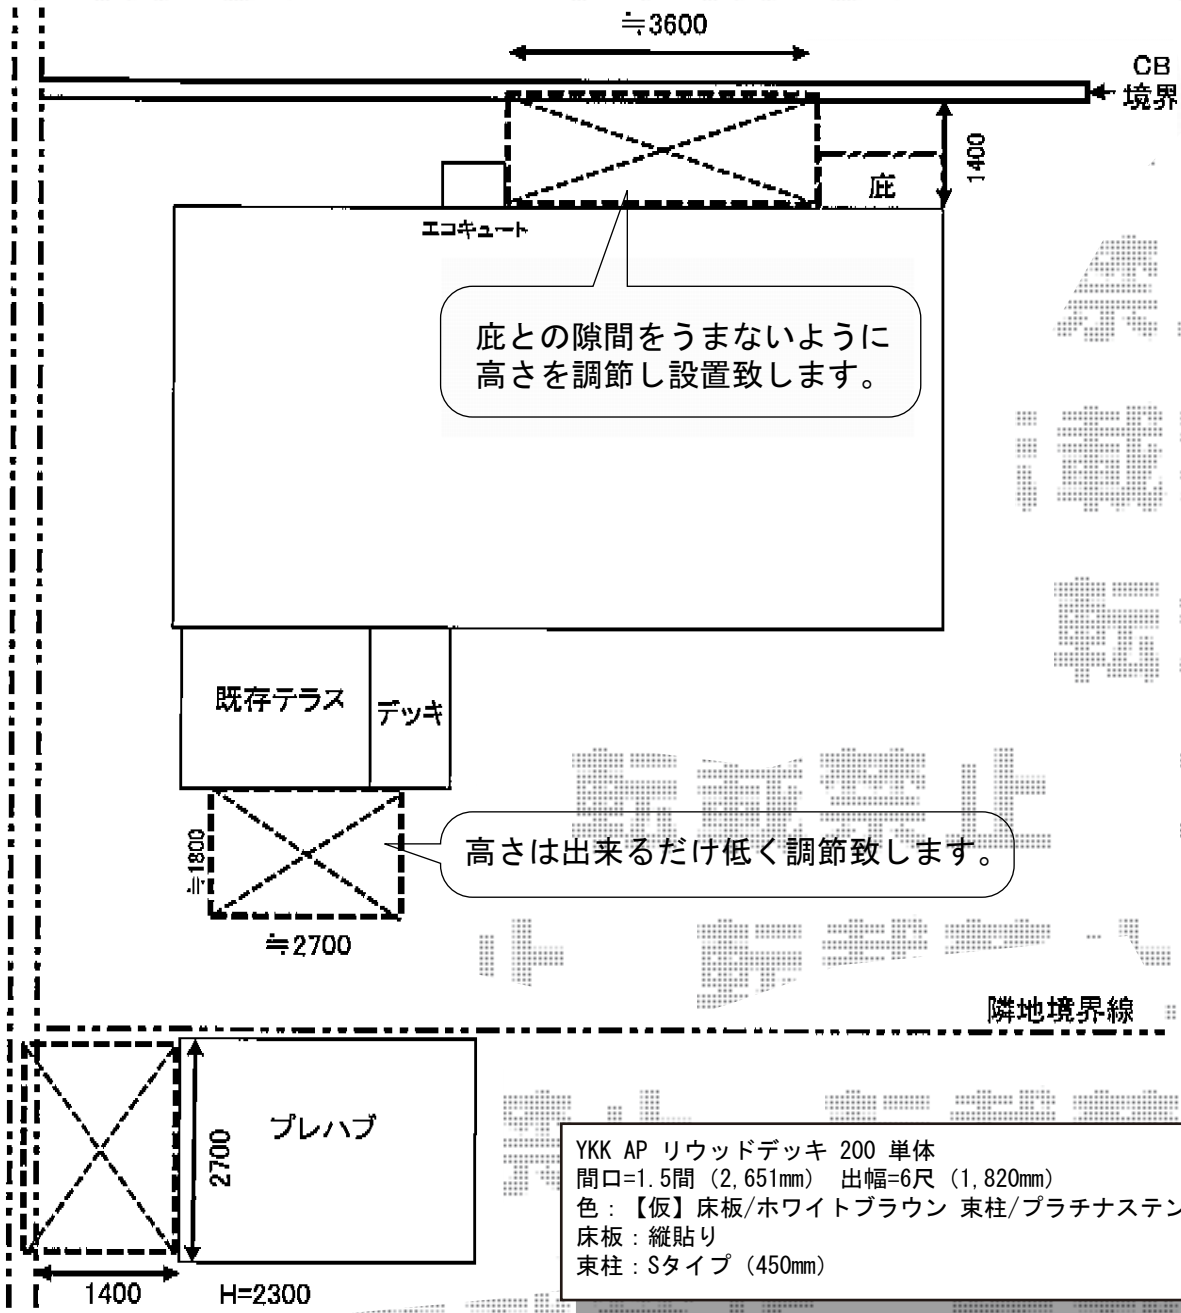 ≒3600
CB
境界
1400
庇
エコキュート
庇との隙間をうまないように
高さを調節し設置致します。
既存テラス
デッキ
≒1800
高さは出来るだけ低く調節致します。
≒2700
転載禁止
隣地境界線
プレハブ
2700
1400
H=2300
YKK AP リウッドデッキ 200 単体
間口=1.5間（2,651mm） 出幅=6尺（1,820mm）
色：【仮】床板/ホワイトブラウン 束柱/プラチナステン
床板：縦貼り
束柱：Sタイプ（450mm）